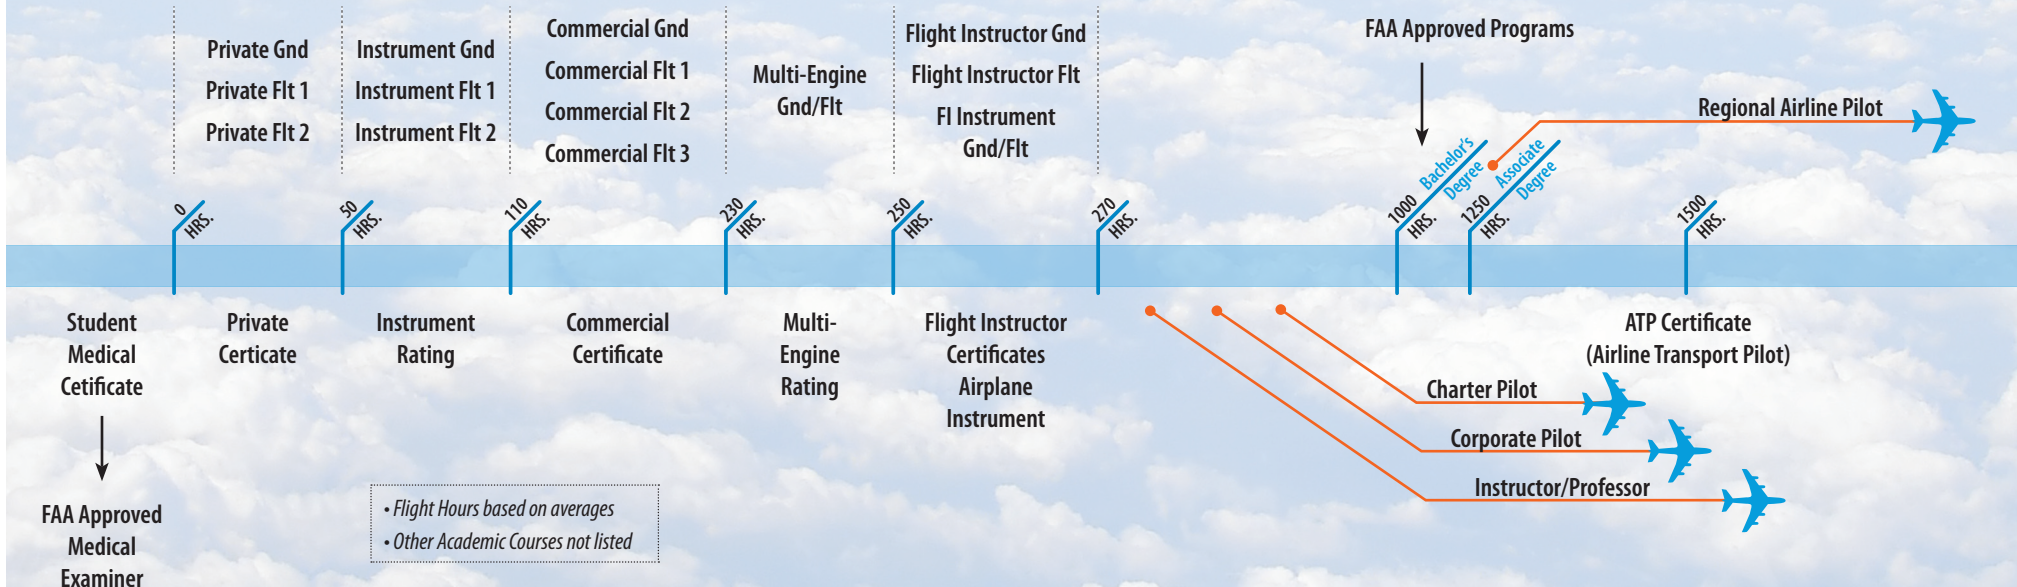 Private Gnd
Private Flt 1
Private Flt 2
Instrument Gnd
Instrument Flt 1
Instrument Flt 2
Commercial Gnd
Commercial Flt 1
Commercial Flt 2
Commercial Flt 3
Multi-Engine
Gnd/Flt
Flight Instructor Gnd
Flight Instructor Flt
FI Instrument
Gnd/Flt
FAA Approved Programs
Regional Airline Pilot
0
HRS.
50
HRS.
110
HRS.
230
HRS.
250
HRS.
270
HRS.
1000
HRS.
Bachelor's
Degree
1250
HRS.
Associate
Degree
1500
HRS.
Student
Medical
Cetificate
FAA Approved
Medical
Examiner
Private
Certicate
Instrument
Rating
Commercial
Certificate
Multi-
Engine
Rating
Flight Instructor
Certificates
Airplane
Instrument
ATP Certificate
(Airline Transport Pilot)
Charter Pilot
Corporate Pilot
Instructor/Professor
• Flight Hours based on averages
• Other Academic Courses not listed